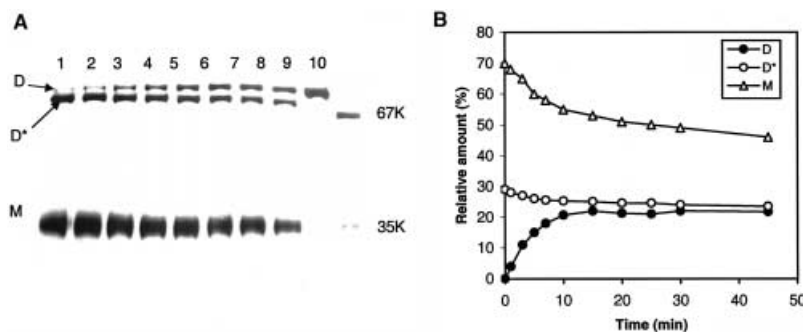 A
1 2 3 4 5 6 7 8 9 10
D
D*
67K
M
35K
B
80
70
60
50
40
30
20
10
0
Relative amount (%)
D
D*
M
0 10 20 30 40 50
Time (min)